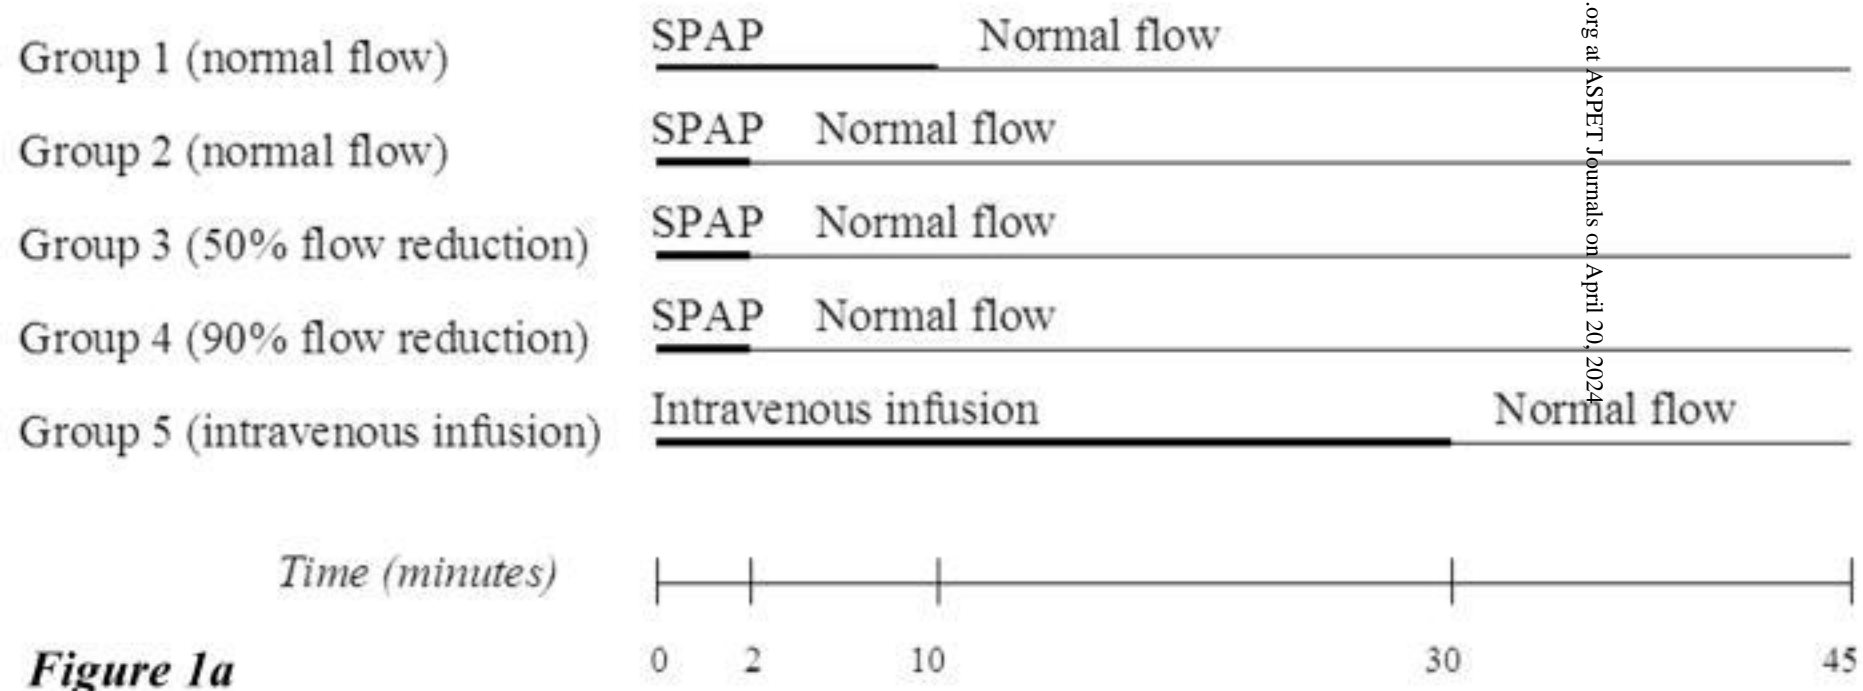 SPAP Normal flow
Group 1 (normal flow)
SPAP Normal flow
Group 2 (normal flow)
SPAP Normal flow
Group 3 (50% flow reduction)
SPAP Normal flow
Group 4 (90% flow reduction)
Intravenous infusion Normal flow
Group 5 (intravenous infusion)
Time (minutes)
0 2 10 30 45
Figure 1a
.org at ASPET Journals on April 20, 2024